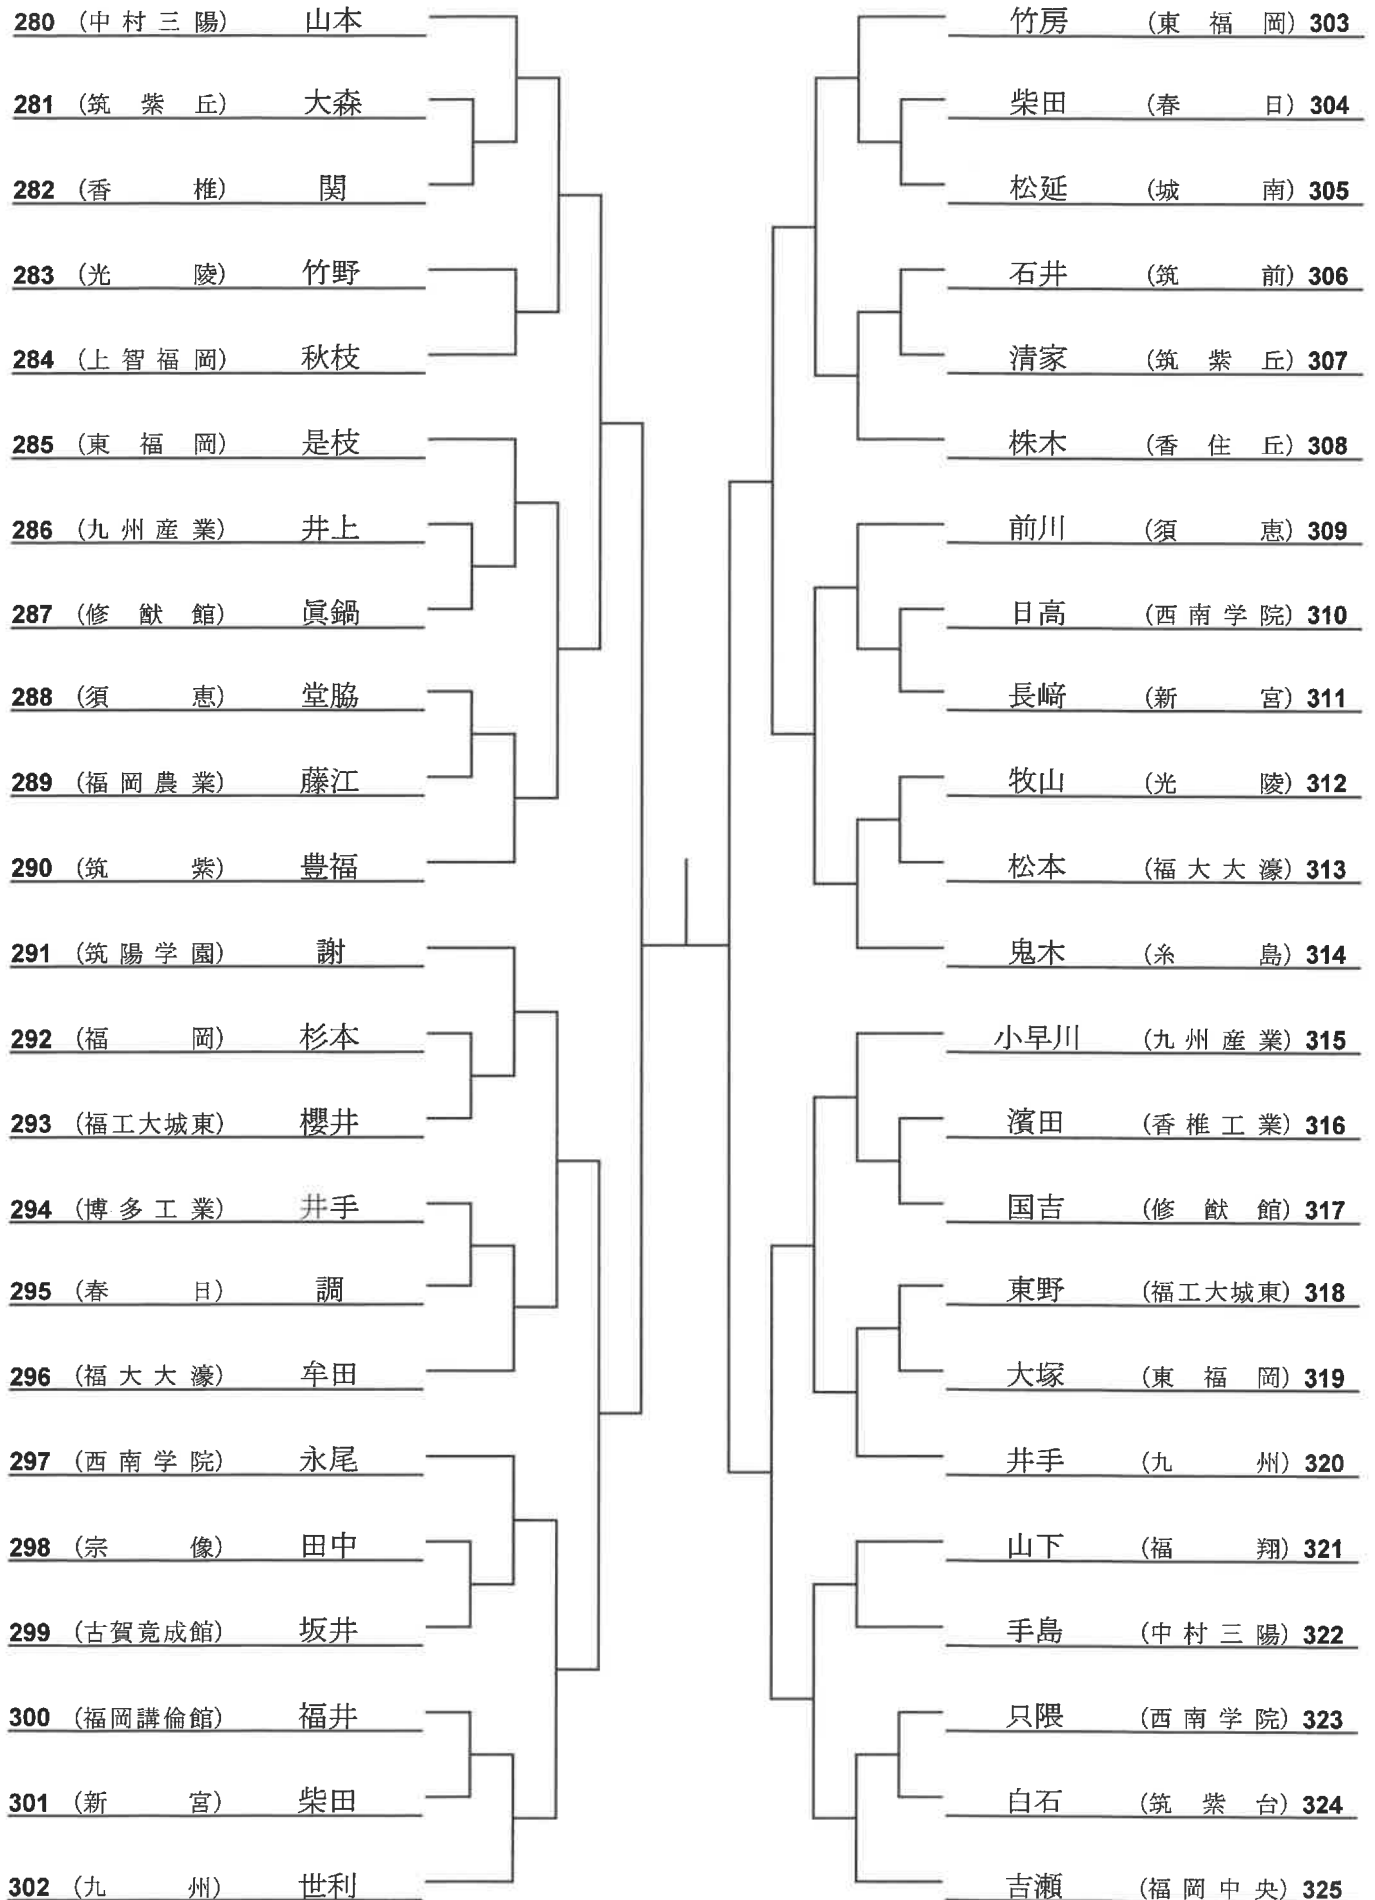 280 (中村三陽) 山本
281 (筑紫丘) 大森
282 (香椎) 関
283 (光陵) 竹野
284 (上智福岡) 秋枝
285 (東福岡) 是枝
286 (九州産業) 井上
287 (修猷館) 眞鍋
288 (須恵) 堂脇
289 (福岡農業) 藤江
290 (筑紫) 豊福
291 (筑陽学園) 謝
292 (福岡) 杉本
293 (福工大城東) 櫻井
294 (博多工業) 井手
295 (春日) 調
296 (福大大濠) 牟田
297 (西南学院) 永尾
298 (宗像) 田中
299 (古賀竟成館) 坂井
300 (福岡講倫館) 福井
301 (新宮) 柴田
302 (九州) 世利
竹房 (東福岡) 303
柴田 (春日) 304
松延 (城南) 305
石井 (筑前) 306
清家 (筑紫丘) 307
株木 (香住丘) 308
前川 (須恵) 309
日高 (西南学院) 310
長﨑 (新宮) 311
牧山 (光陵) 312
松本 (福大大濠) 313
鬼木 (糸島) 314
小早川 (九州産業) 315
濱田 (香椎工業) 316
国吉 (修猷館) 317
東野 (福工大城東) 318
大塚 (東福岡) 319
井手 (九州) 320
山下 (福翔) 321
手島 (中村三陽) 322
只隈 (西南学院) 323
白石 (筑紫台) 324
吉瀬 (福岡中央) 325